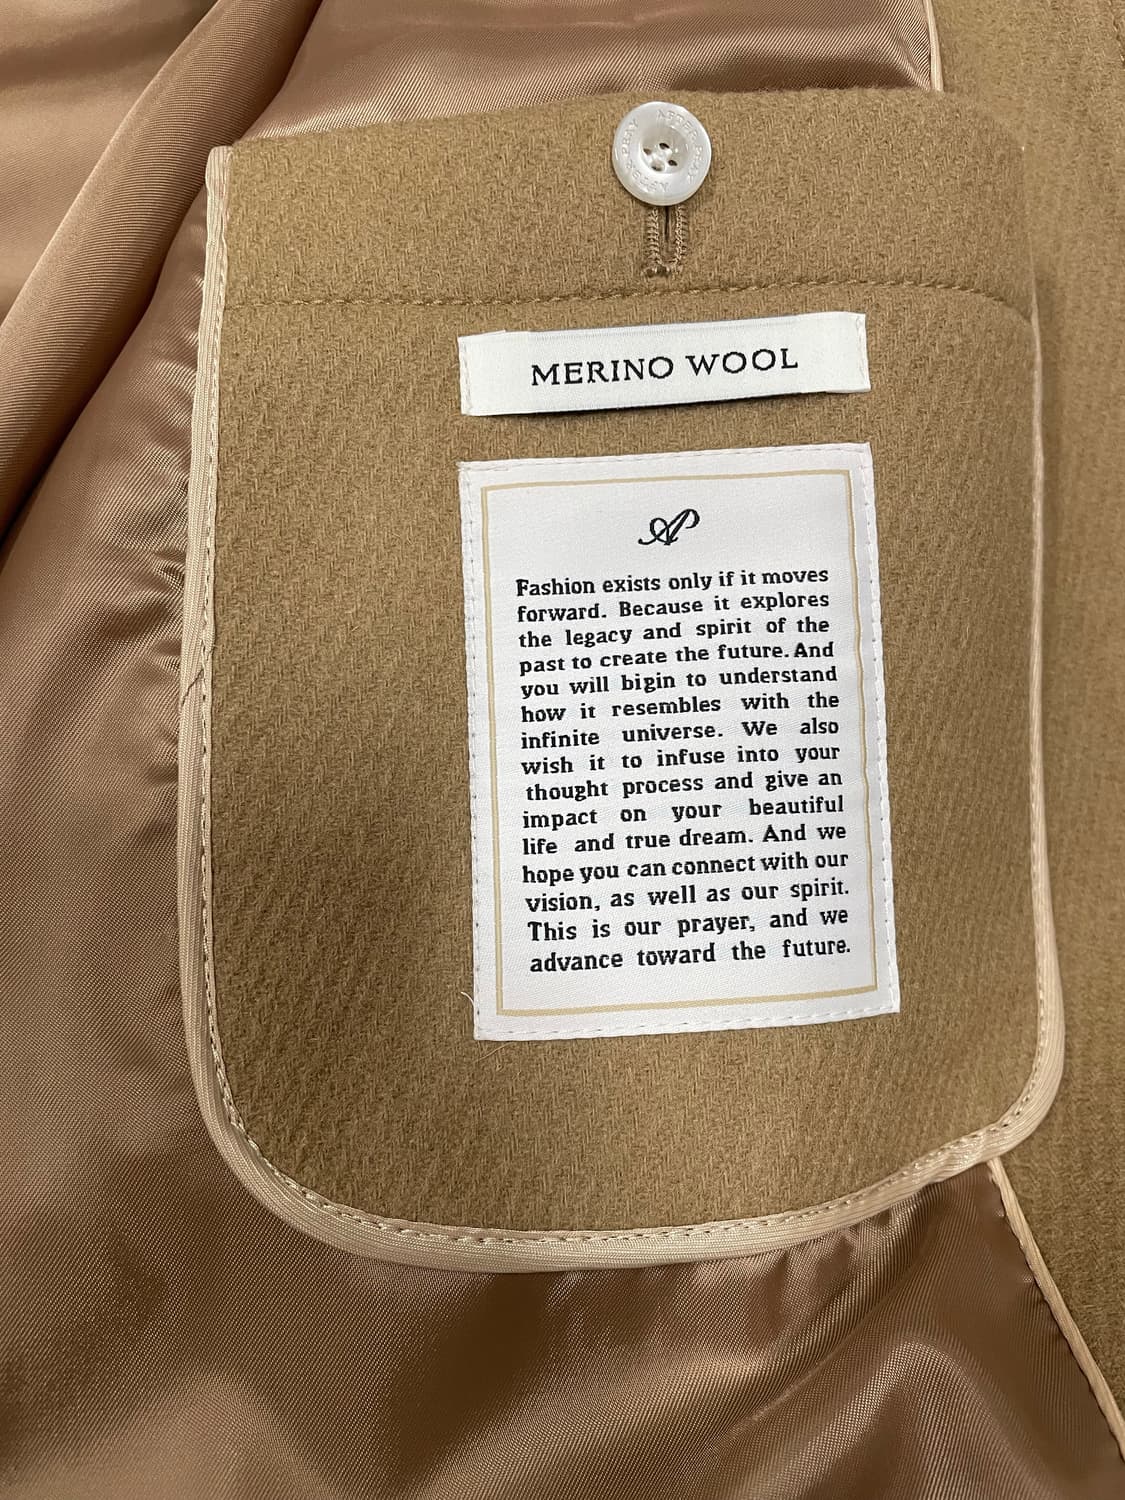 AFTER PRAY AFTER PRAY
MERINO WOOL
AP
Fashion exists only if it moves
forward. Because it explores
the legacy and spirit of the
past to create the future. And
you will bigin to understand
how it resembles with the
infinite universe. We also
wish it to infuse into your
thought process and give an
impact on your beautiful
life and true dream. And we
hope you can connect with our
vision, as well as our spirit.
This is our prayer, and we
advance toward the future.